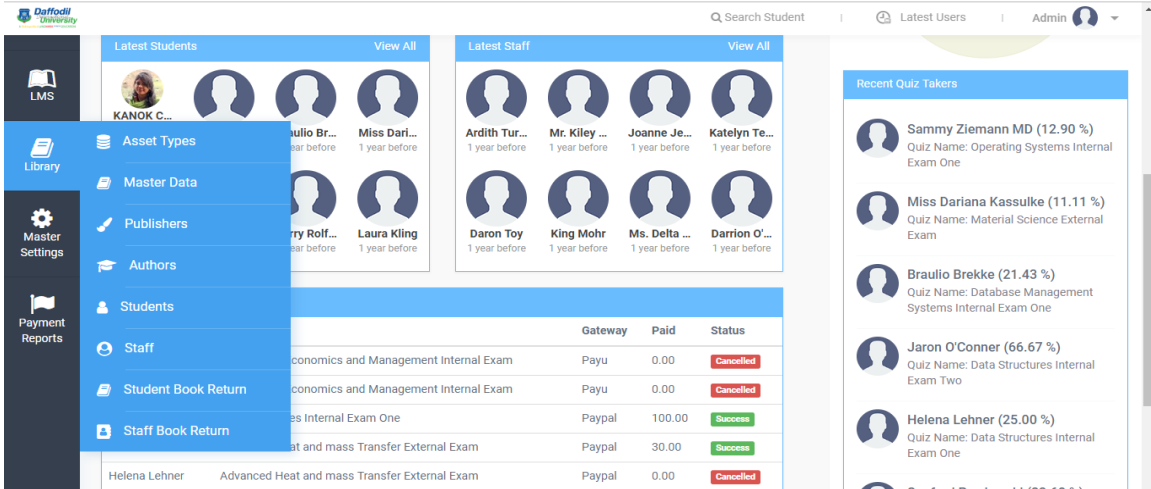 Daffodil
University
Search Student
Latest Users
Admin
LMS
Library
Master
Settings
Payment
Reports
Asset Types
Master Data
Publishers
Authors
Students
Staff
Student Book Return
Staff Book Return
Latest Students View All
KANOK C...
aulio Br... Miss Dari...
ear before 1 year before
rry Rolf... Laura Kling
ear before 1 year before
Latest Staff View All
Ardith Tur... Mr. Kiley ... Joanne Je... Katelyn Te...
1 year before 1 year before 1 year before 1 year before
Daron Toy King Mohr Ms. Delta ... Darrion O'...
1 year before 1 year before 1 year before 1 year before
Gateway Paid Status
conomics and Management Internal Exam Payu 0.00 Cancelled
conomics and Management Internal Exam Payu 0.00 Cancelled
es Internal Exam One Paypal 100.00 Success
at and mass Transfer External Exam Paypal 30.00 Success
Helena Lehner Advanced Heat and mass Transfer External Exam Paypal 0.00 Cancelled
Recent Quiz Takers
Sammy Ziemann MD (12.90 %)
Quiz Name: Operating Systems Internal
Exam One
Miss Dariana Kassulke (11.11 %)
Quiz Name: Material Science External
Exam
Braulio Brekke (21.43 %)
Quiz Name: Database Management
Systems Internal Exam One
Jaron O'Conner (66.67 %)
Quiz Name: Data Structures Internal
Exam Two
Helena Lehner (25.00 %)
Quiz Name: Data Structures Internal
Exam One